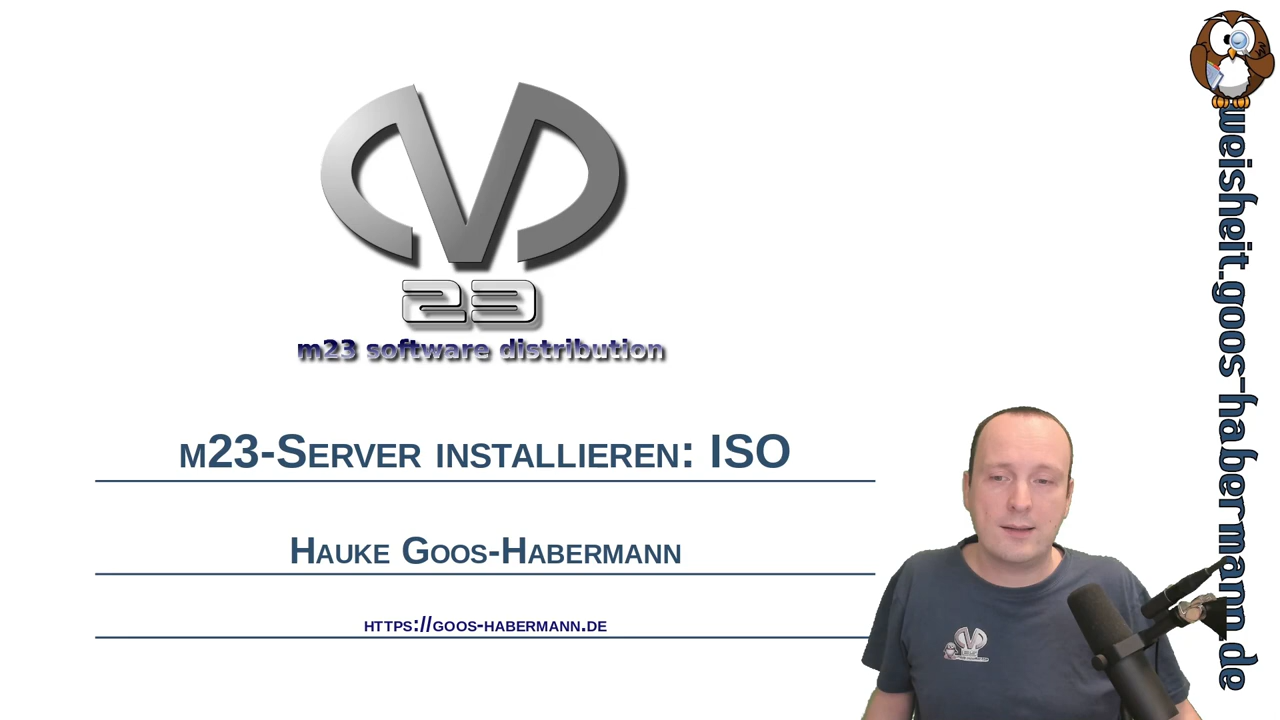 23
m23 software distribution
m23-Server installieren: ISO
Hauke Goos-Habermann
https://goos-habermann.de
weisheit.goos-habermann.de